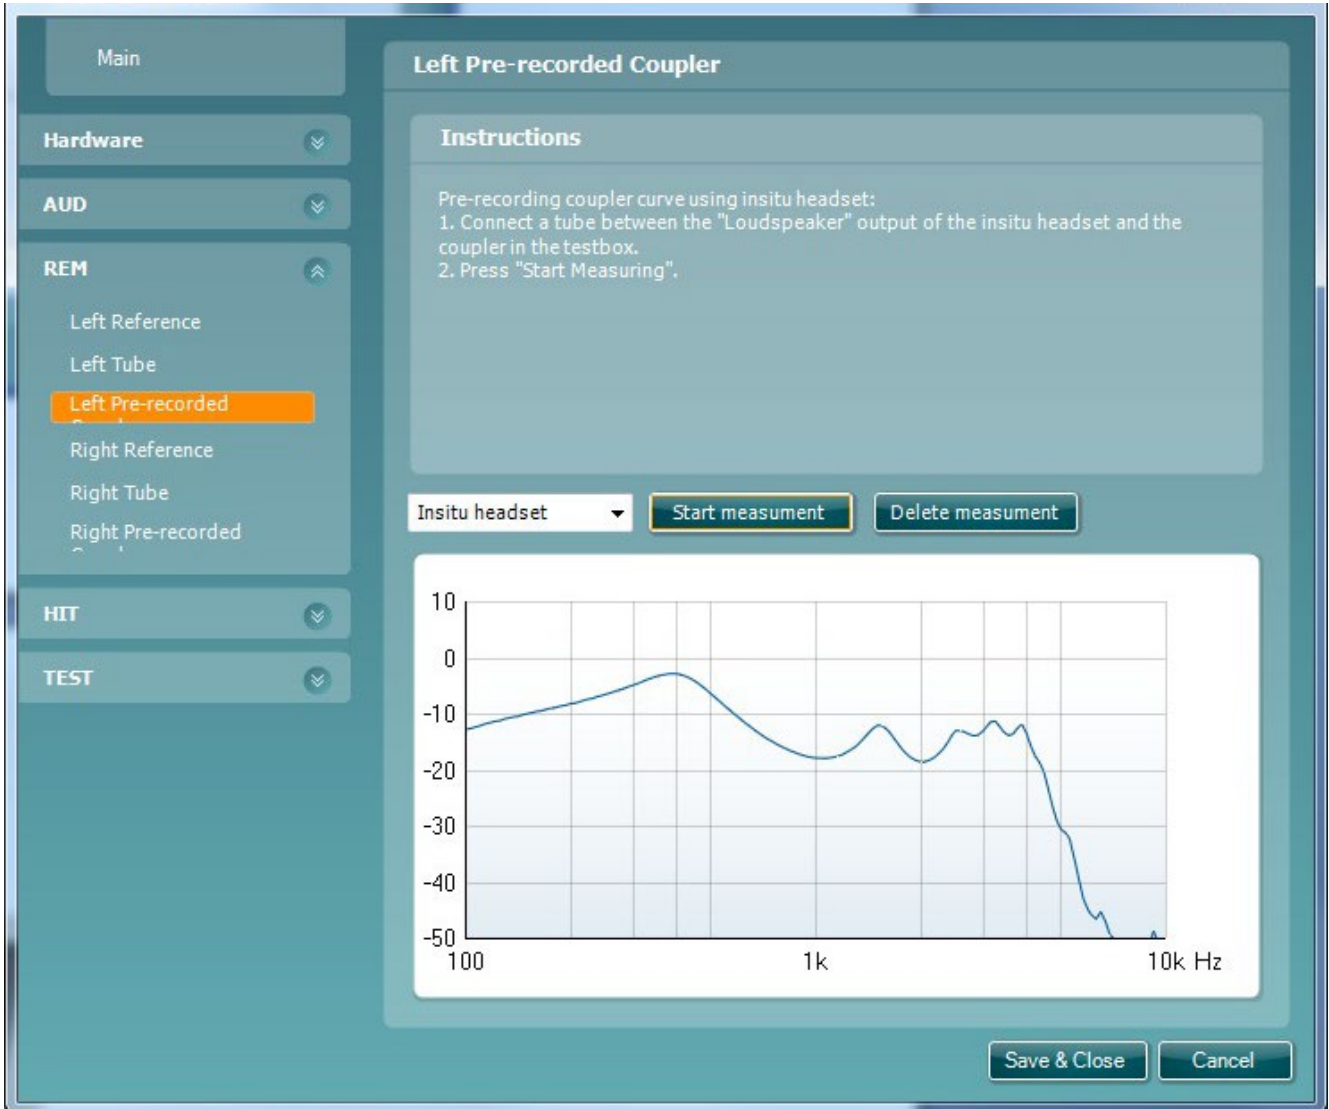 Main
Hardware
AUD
REM
Left Reference
Left Tube
Left Pre-recorded
Right Reference
Right Tube
Right Pre-recorded
HIT
TEST
Left Pre-recorded Coupler
Instructions
Pre-recording coupler curve using insitu headset:
1. Connect a tube between the "Loudspeaker" output of the insitu headset and the
coupler in the testbox.
2. Press "Start Measuring".
Insitu headset
Start measument
Delete measument
10
0
-10
-20
-30
-40
-50
100
1k
10k Hz
Save & Close
Cancel